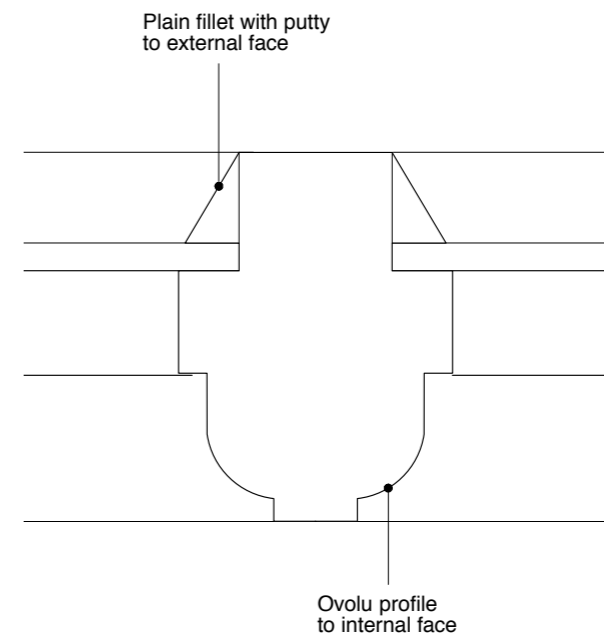 Plain fillet with putty
to external face
Ovolu profile
to internal face